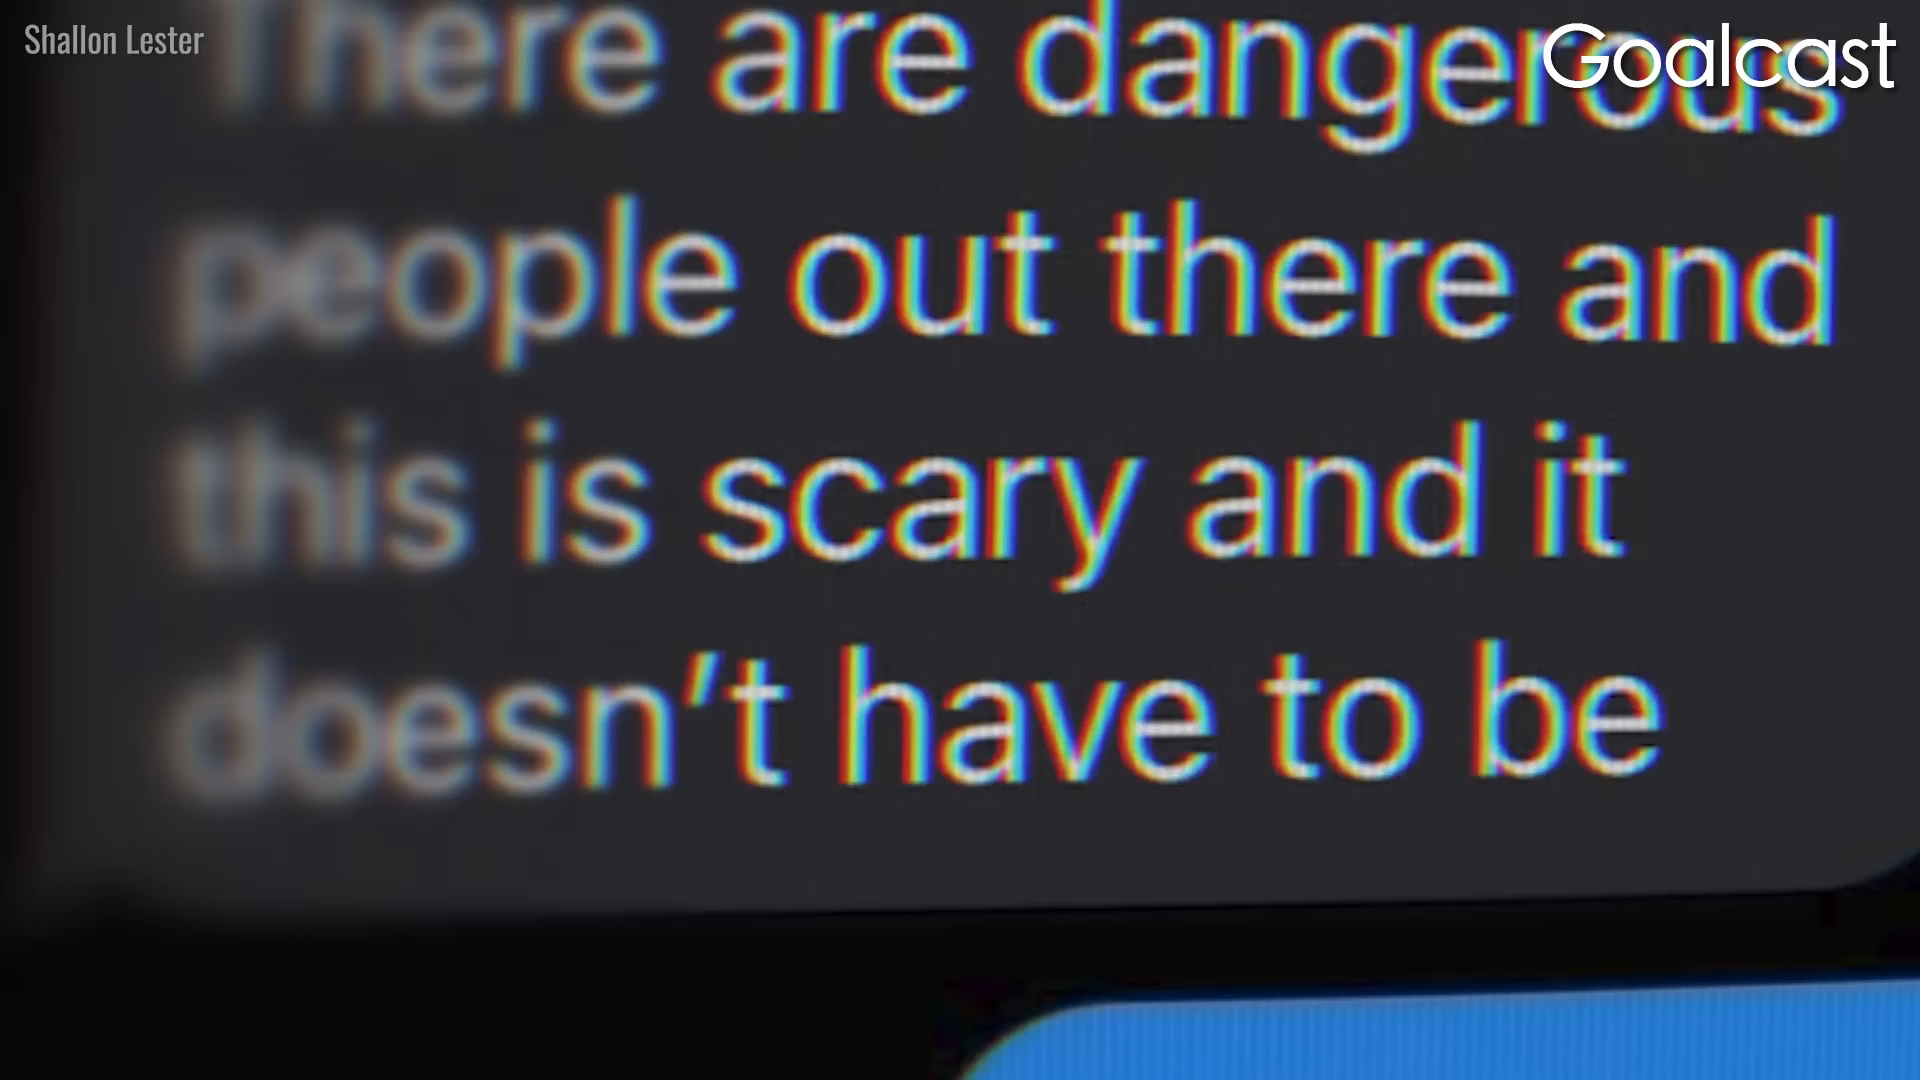 Shallon Lester
Goalcast
There are dangerous
people out there and
this is scary and it
doesn't have to be